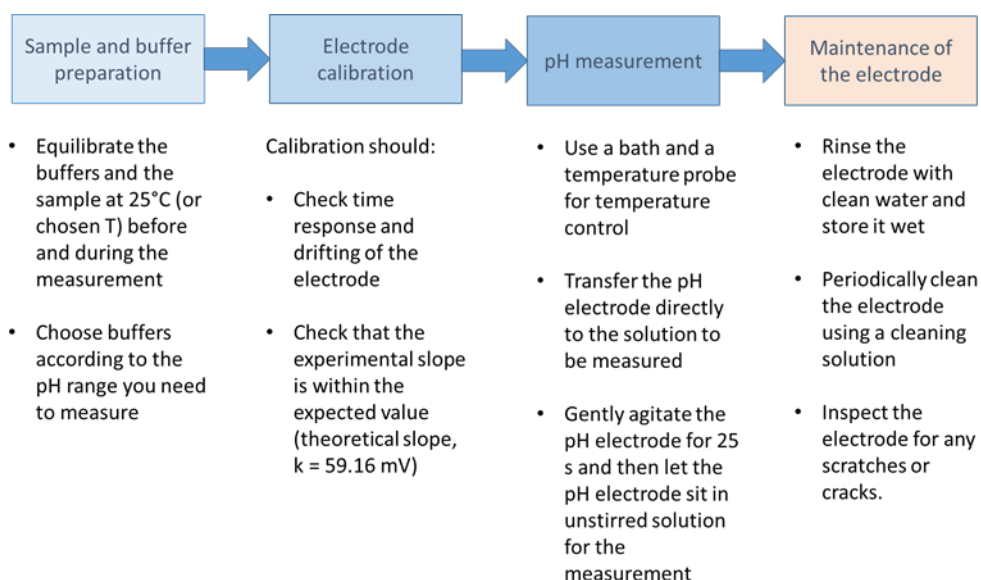 Sample and buffer
preparation
Electrode
calibration
pH measurement
Maintenance of
the electrode
• Equilibrate the
buffers and the
sample at 25°C (or
chosen T) before
and during the
measurement
• Choose buffers
according to the
pH range you need
to measure
Calibration should:
• Check time
response and
drifting of the
electrode
• Check that the
experimental slope
is within the
expected value
(theoretical slope,
k = 59.16 mV)
• Use a bath and a
temperature probe
for temperature
control
• Transfer the pH
electrode directly
to the solution to
be measured
• Gently agitate the
pH electrode for 25
s and then let the
pH electrode sit in
unstirred solution
for the
measurement
• Rinse the
electrode with
clean water and
store it wet
• Periodically clean
the electrode
using a cleaning
solution
• Inspect the
electrode for any
scratches or
cracks.